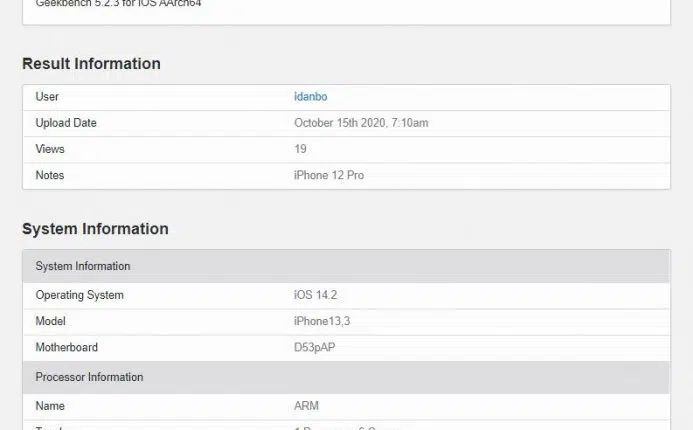 Geekbench 5.2.3 for iOS AArch64
Result Information
User idanbo
Upload Date October 15th 2020, 7:10am
Views 19
Notes iPhone 12 Pro
System Information
System Information
Operating System iOS 14.2
Model iPhone13,3
Motherboard D53pAP
Processor Information
Name ARM